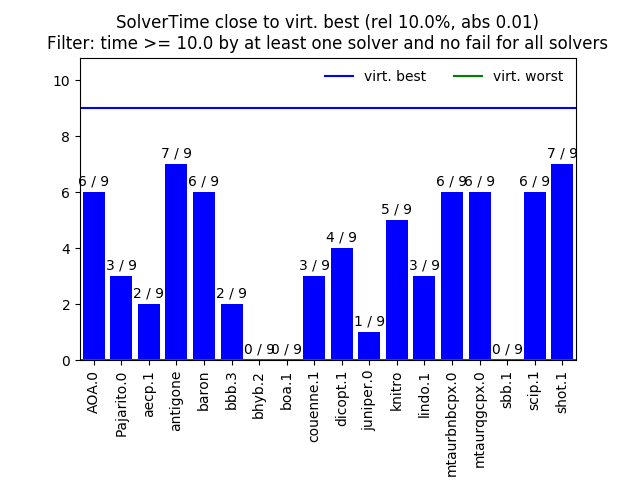 SolverTime close to virt. best (rel 10.0%, abs 0.01)
Filter: time >= 10.0 by at least one solver and no fail for all solvers
virt. best
virt. worst
10
8
6
4
2
0
6 / 9
3 / 9
2 / 9
7 / 9
6 / 9
2 / 9
0 / 9
0 / 9
3 / 9
4 / 9
1 / 9
5 / 9
3 / 9
6 / 9
6 / 9
0 / 9
6 / 9
7 / 9
AOA.0
Pajarito.0
aecp.1
antigone
baron
bbb.3
bhyb.2
boa.1
couenne.1
dicopt.1
juniper.0
knitro
lindo.1
mtaurbnbcpx.0
mtaurqgcpx.0
sbb.1
scip.1
shot.1